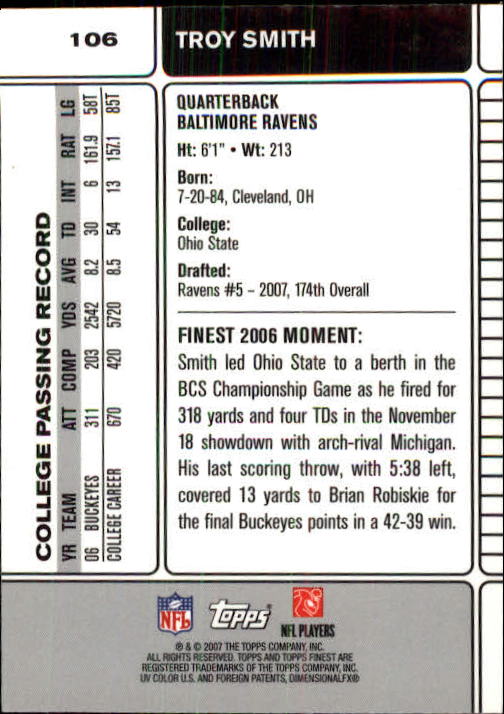 106
TROY SMITH
COLLEGE PASSING RECORD
YR TEAM ATT COMP YDS AVG TD INT RAT LG
06 BUCKEYES 311 203 2542 8.2 30 6 161.9 58T
COLLEGE CAREER 670 420 5720 8.5 54 13 157.1 85T
QUARTERBACK
BALTIMORE RAVENS
Ht: 6'1" • Wt: 213
Born:
7-20-84, Cleveland, OH
College:
Ohio State
Drafted:
Ravens #5 – 2007, 174th Overall
FINEST 2006 MOMENT:
Smith led Ohio State to a berth in the
BCS Championship Game as he fired for
318 yards and four TDs in the November
18 showdown with arch-rival Michigan.
His last scoring throw, with 5:38 left,
covered 13 yards to Brian Robiskie for
the final Buckeyes points in a 42-39 win.
NFL
Topps
NFL PLAYERS
® & © 2007 THE TOPPS COMPANY, INC.
ALL RIGHTS RESERVED. TOPPS AND TOPPS FINEST ARE
REGISTERED TRADEMARKS OF THE TOPPS COMPANY, INC.
UV COLOR U.S. AND FOREIGN PATENTS, DIMENSIONALFX®